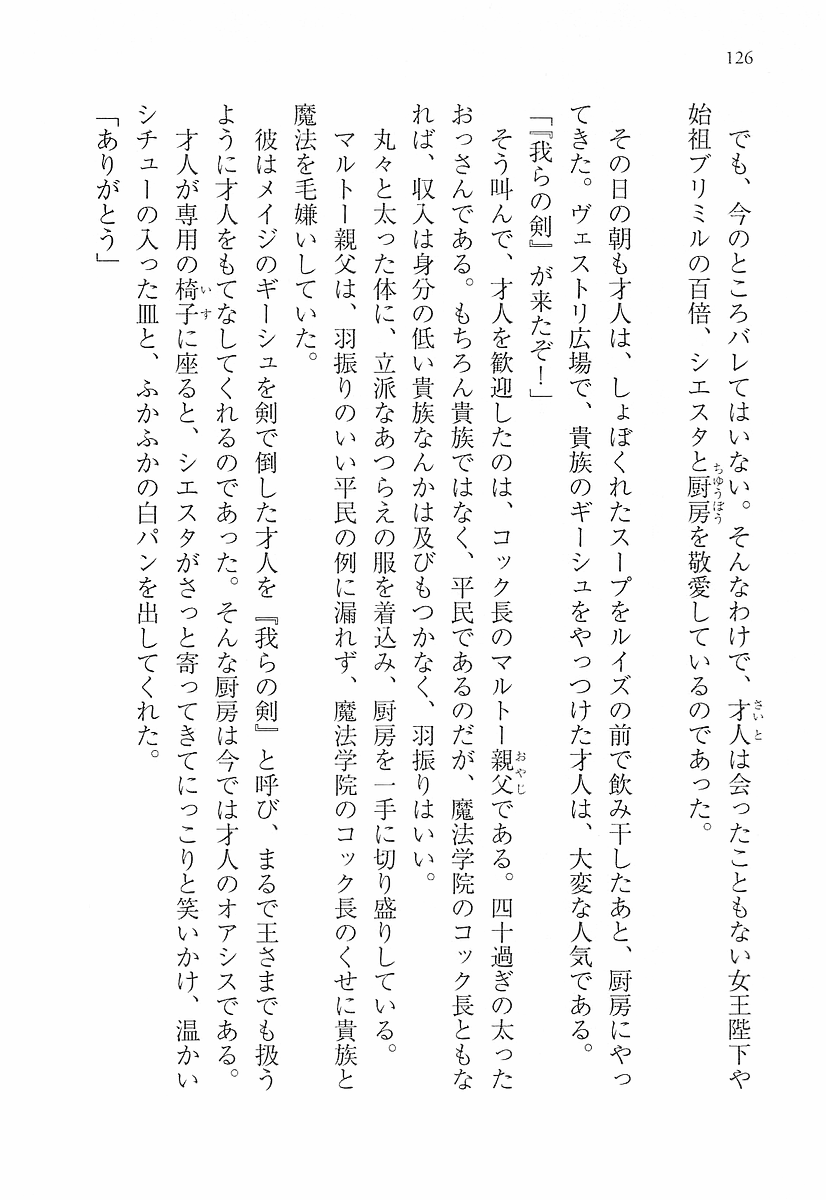 126
でも、今のところバレてはいない。そんなわけで、才人は会ったこともない女王陛下や
始祖ブリミルの百倍、シエスタと厨房を敬愛しているのであった。
その日の朝も才人は、しょぼくれたスープをルイズの前で飲み干したあと、厨房にやっ
てきた。ヴェストリ広場で、貴族のギーシュをやっつけた才人は、大変な人気である。
「『我らの剣』が来たぞ！」
そう叫んで、才人を歓迎したのは、コック長のマルトー親父である。四十過ぎの太った
おっさんである。もちろん貴族ではなく、平民であるのだが、魔法学院のコック長ともな
れば、収入は身分の低い貴族なんかは及びもつかなく、羽振りはいい。
丸々と太った体に、立派なあつらえの服を着込み、厨房を一手に切り盛りしている。
マルトー親父は、羽振りのいい平民の例に漏れず、魔法学院のコック長のくせに貴族と
魔法を毛嫌いしていた。
彼はメイジのギーシュを剣で倒した才人を『我らの剣』と呼び、まるで王さまでも扱う
ように才人をもてなしてくれるのであった。そんな厨房は今では才人のオアシスである。
才人が専用の椅子に座ると、シエスタがさっと寄ってきてにっこりと笑いかけ、温かい
シチューの入った皿と、ふかふかの白パンを出してくれた。
「ありがとう」